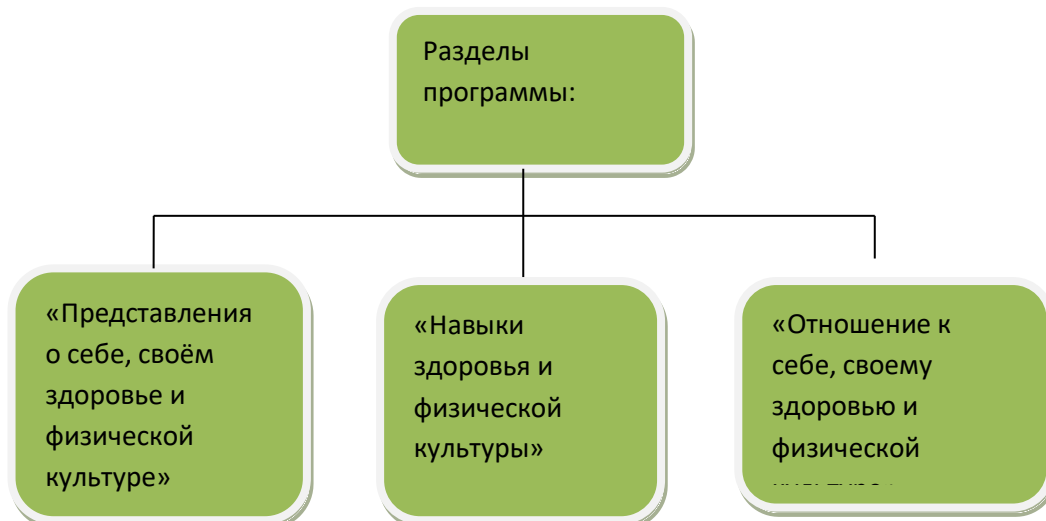 Разделы
программы:
«Представления
о себе, своём
здоровье и
физической
культуре»
«Навыки
здоровья и
физической
культуры»
«Отношение к
себе, своему
здоровью и
физической